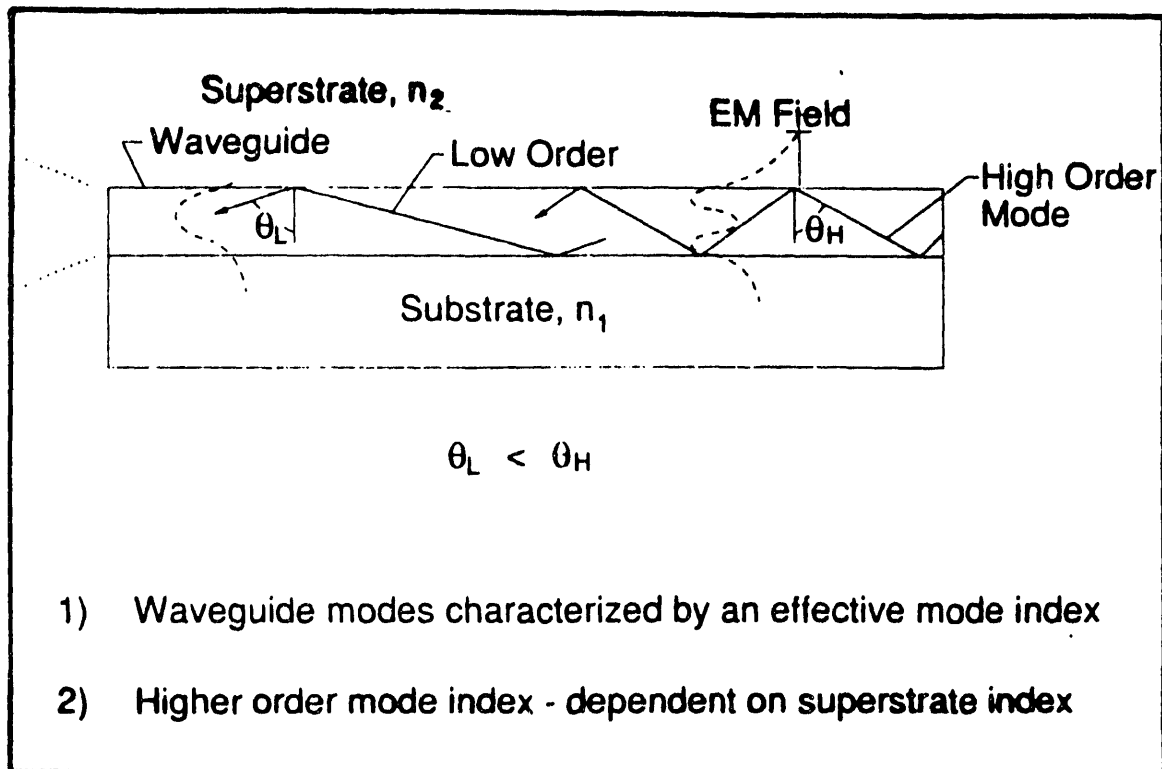 Superstrate, n₂
EM Field
Waveguide
Low Order
High Order
Mode
θL
θH
Substrate, n₁
θL < θH
1) Waveguide modes characterized by an effective mode index
2) Higher order mode index - dependent on superstrate index